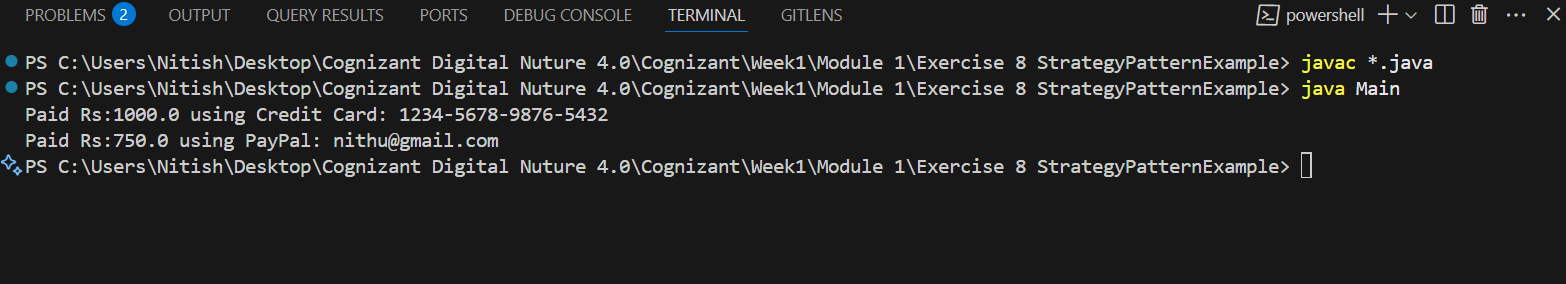 PROBLEMS 2 OUTPUT QUERY RESULTS PORTS DEBUG CONSOLE TERMINAL GITLENS powershell
PS C:\Users\Nitish\Desktop\Cognizant Digital Nuture 4.0\Cognizant\Week1\Module 1\Exercise 8 StrategyPatternExample> javac *.java
PS C:\Users\Nitish\Desktop\Cognizant Digital Nuture 4.0\Cognizant\Week1\Module 1\Exercise 8 StrategyPatternExample> java Main
Paid Rs:1000.0 using Credit Card: 1234-5678-9876-5432
Paid Rs:750.0 using PayPal: nithu@gmail.com
PS C:\Users\Nitish\Desktop\Cognizant Digital Nuture 4.0\Cognizant\Week1\Module 1\Exercise 8 StrategyPatternExample>